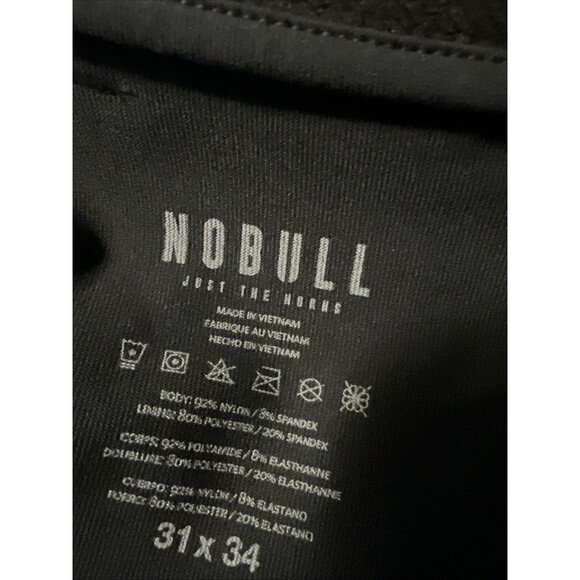 NOBULL
JUST THE NORMS
MADE IN VIETNAM
FABRIQUE AU VIETNAM
HECHO EN VIETNAM
BODY: 92% NYLON / 8% SPANDEX
LINING: 80% POLYESTER / 20% SPANDEX
CORPS: 92% POLYAMIDE / 8% ELASTHANNE
DOUBLURE: 80% POLYESTER / 20% ELASTHANNE
CUERPO: 92% NYLON / 8% ELASTANO
FORRO: 80% POLYESTER / 20% ELASTANO
31 x 34